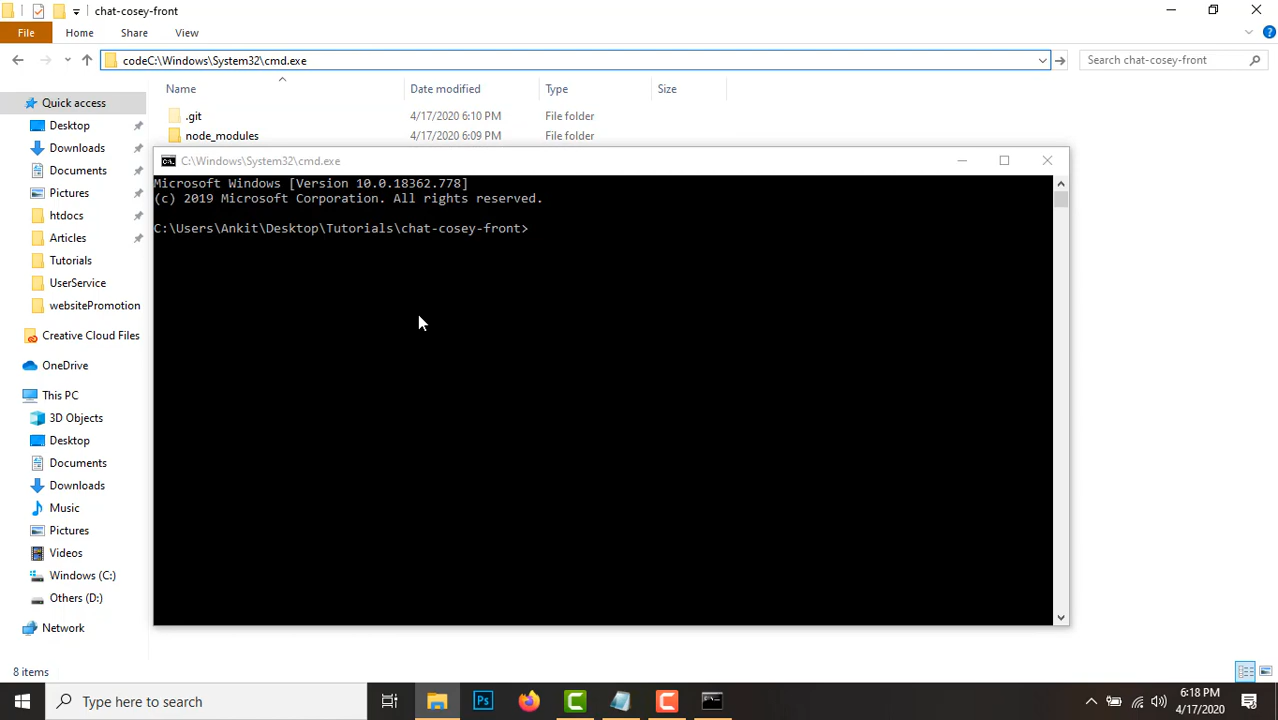 chat-cosey-front
File Home Share View
codeC:\Windows\System32\cmd.exe
Search chat-cosey-front
Name Date modified Type Size
.git 4/17/2020 6:10 PM File folder
node_modules 4/17/2020 6:09 PM File folder
Quick access
Desktop
Downloads
Documents
Pictures
htdocs
Articles
Tutorials
UserService
websitePromotion
Creative Cloud Files
OneDrive
This PC
3D Objects
Desktop
Documents
Downloads
Music
Pictures
Videos
Windows (C:)
Others (D:)
Network
C:\Windows\System32\cmd.exe
Microsoft Windows [Version 10.0.18362.778]
(c) 2019 Microsoft Corporation. All rights reserved.
C:\Users\Ankit\Desktop\Tutorials\chat-cosey-front>
8 items
Type here to search
Ps
6:18 PM
4/17/2020